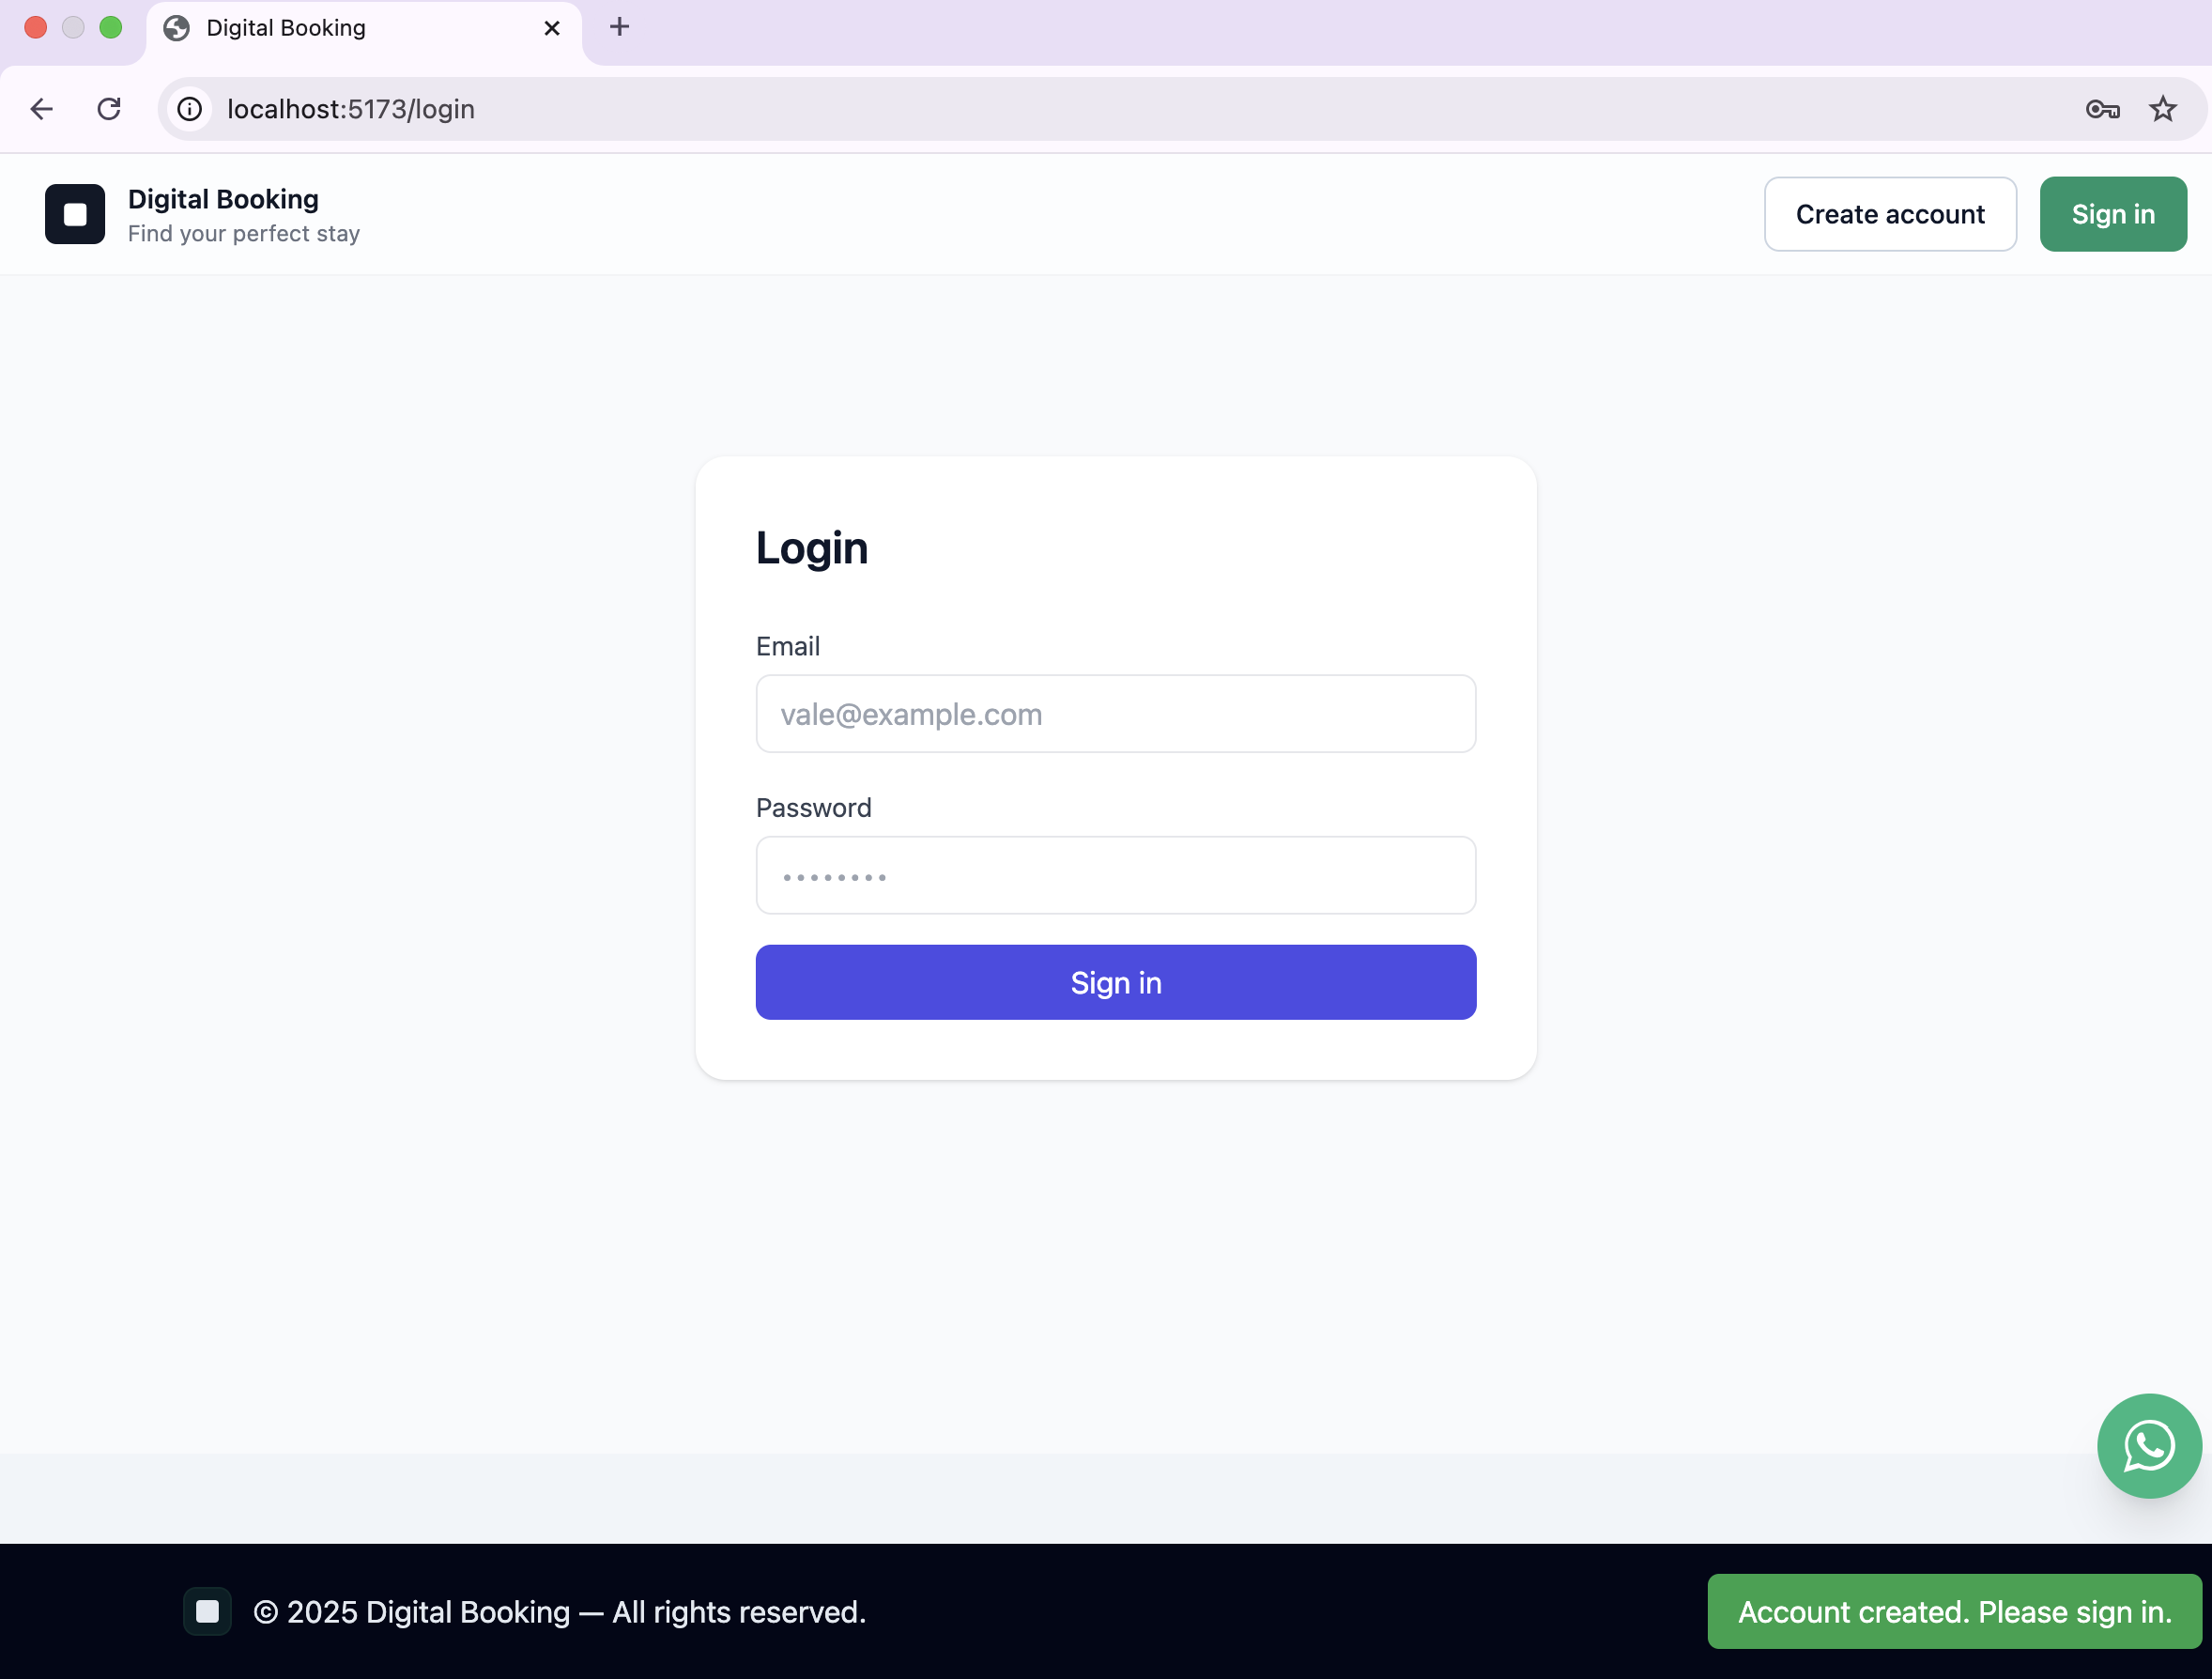 Digital Booking
localhost:5173/login
Digital Booking
Find your perfect stay
Create account
Sign in
Login
Email
vale@example.com
Password
••••••••
Sign in
© 2025 Digital Booking — All rights reserved.
Account created. Please sign in.